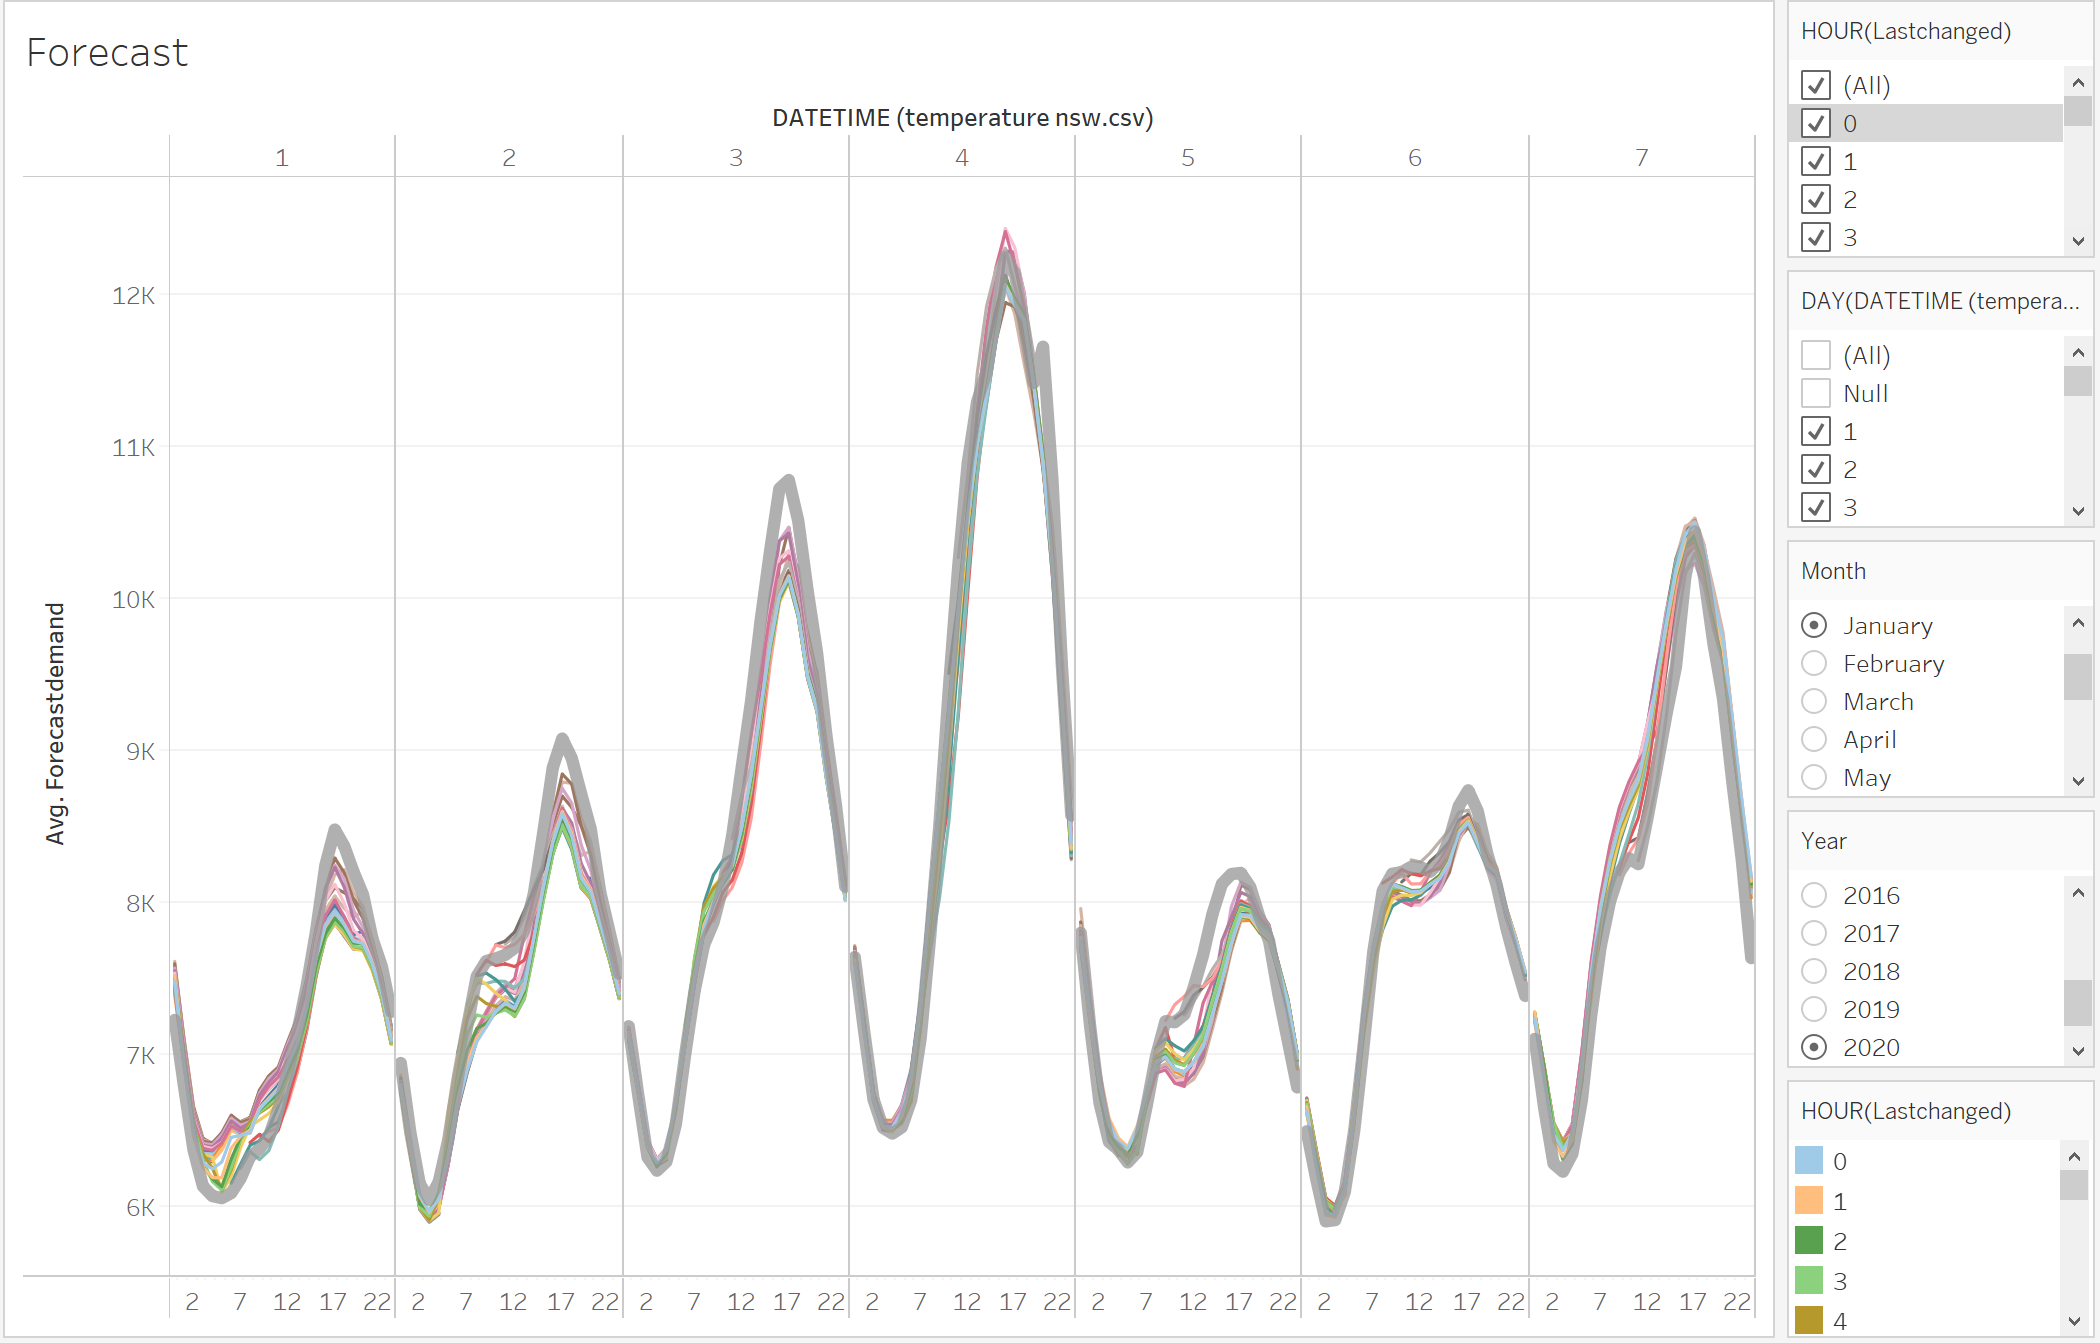 Forecast
DATETIME (temperature nsw.csv)
1 2 3 4 5 6 7
12K
11K
10K
9K
8K
7K
6K
Avg. Forecastdemand
2 7 12 17 22 2 7 12 17 22 2 7 12 17 22 2 7 12 17 22 2 7 12 17 22 2 7 12 17 22 2 7 12 17 22
HOUR(Lastchanged)
(All)
0
1
2
3
DAY(DATETIME (tempera...
(All)
Null
1
2
3
Month
January
February
March
April
May
Year
2016
2017
2018
2019
2020
HOUR(Lastchanged)
0
1
2
3
4